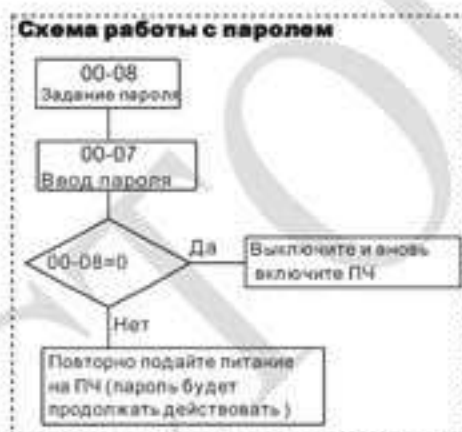 Схема работы с паролем
00-08
Задание пароля
00-07
Ввод пароля
00-08=0
Да
Выключите и вновь
включите ПЧ
Нет
Повторно подайте питание
на ПЧ (пароль будет
продолжать действовать )